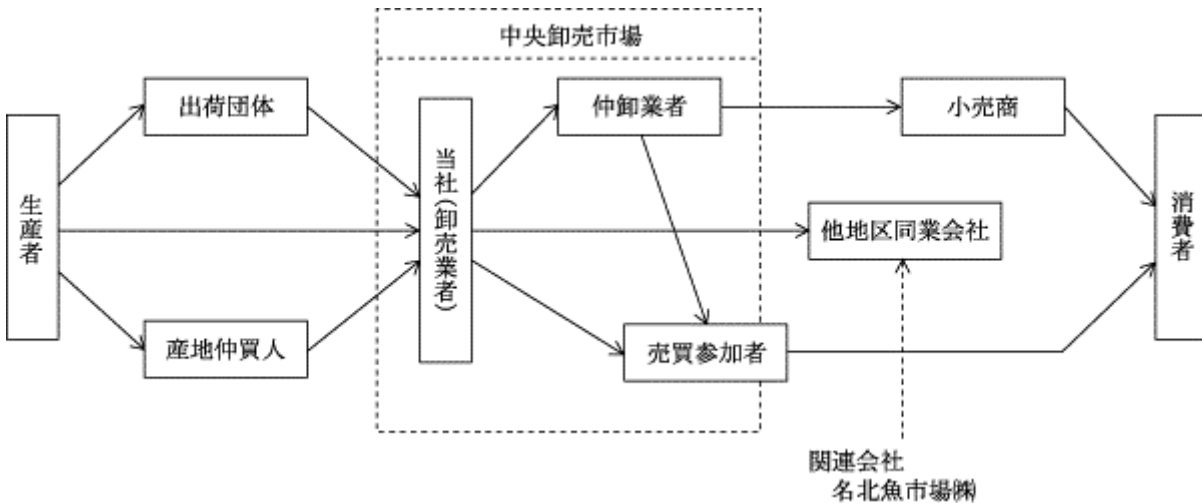 中央卸売市場
出荷団体
仲卸業者
小売商
生産者
当社(卸売業者)
他地区同業会社
消費者
産地仲買人
売買参加者
関連会社
名北魚市場㈱